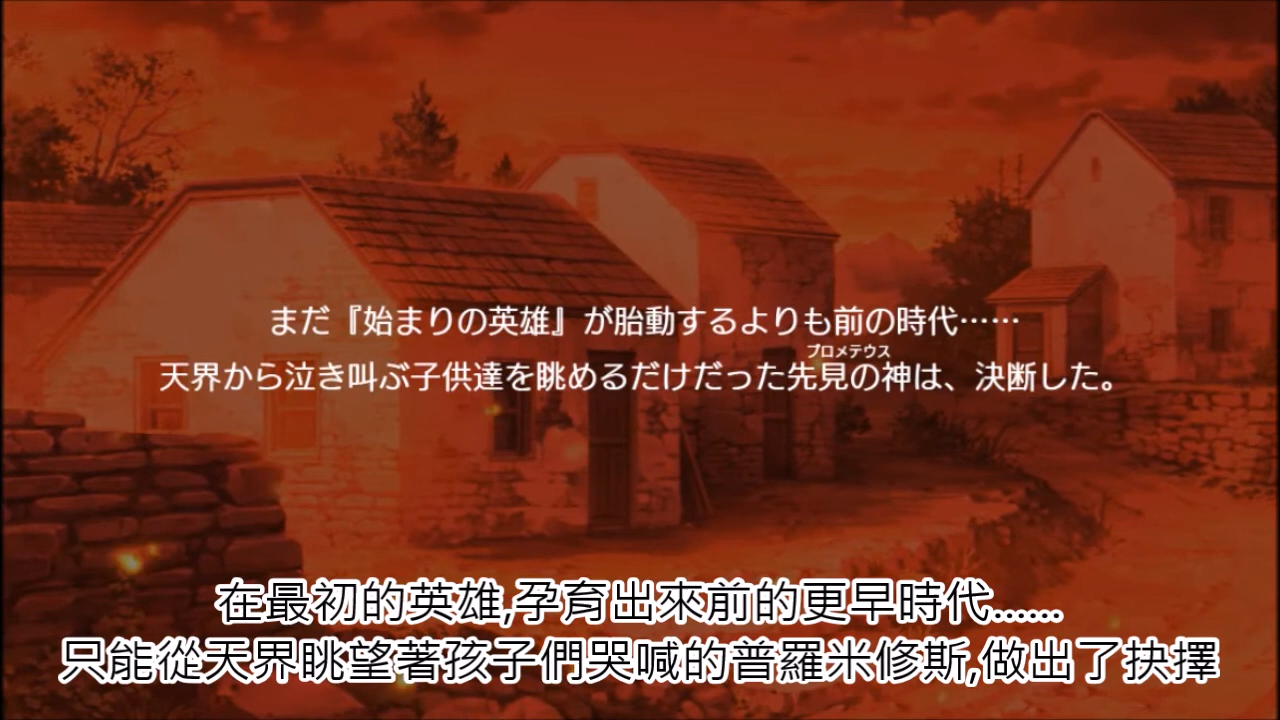 まだ『始まりの英雄』が胎動するよりも前の時代……
プロメテウス
天界から泣き叫ぶ子供達を眺めるだけだった先見の神は、決断した。
在最初的英雄,孕育出來前的更早時代......
只能從天界眺望著孩子們哭喊的普羅米修斯,做出了抉擇